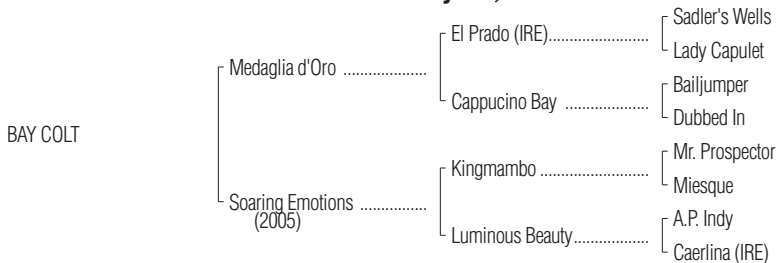 Sadler's Wells
El Prado (IRE).....................
Lady Capulet
Medaglia d'Oro .....................
Bailjumper
Cappucino Bay .....................
Dubbed In
BAY COLT
Mr. Prospector
Kingmambo ...........................
Miesque
Soaring Emotions .................
(2005)
A.P. Indy
Luminous Beauty...................
Caerlina (IRE)